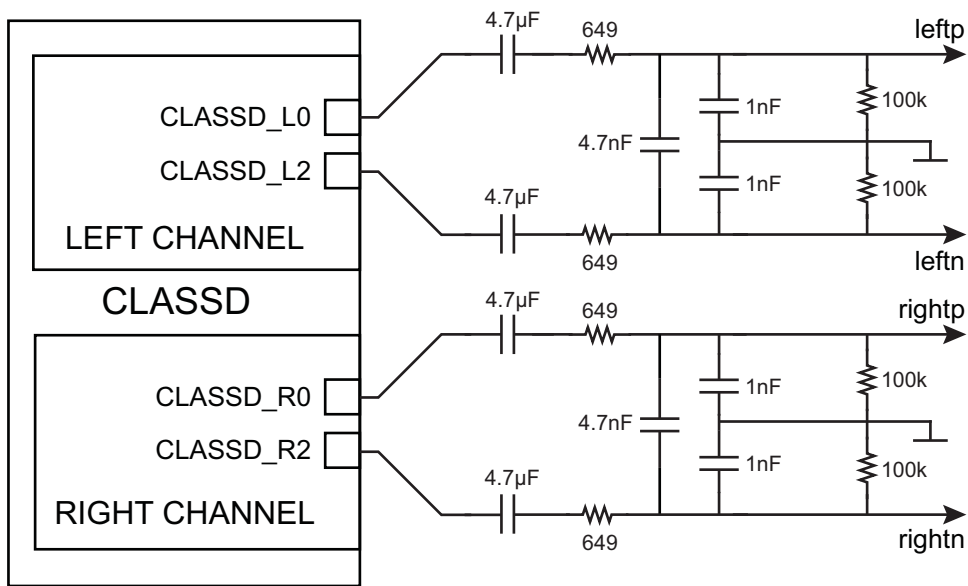 4.7µF
649
leftp
CLASSD_L0
1nF
100k
4.7nF
CLASSD_L2
1nF
100k
4.7µF
LEFT CHANNEL
649
leftn
CLASSD
4.7µF
649
rightp
CLASSD_R0
1nF
100k
4.7nF
CLASSD_R2
1nF
100k
4.7µF
RIGHT CHANNEL
649
rightn